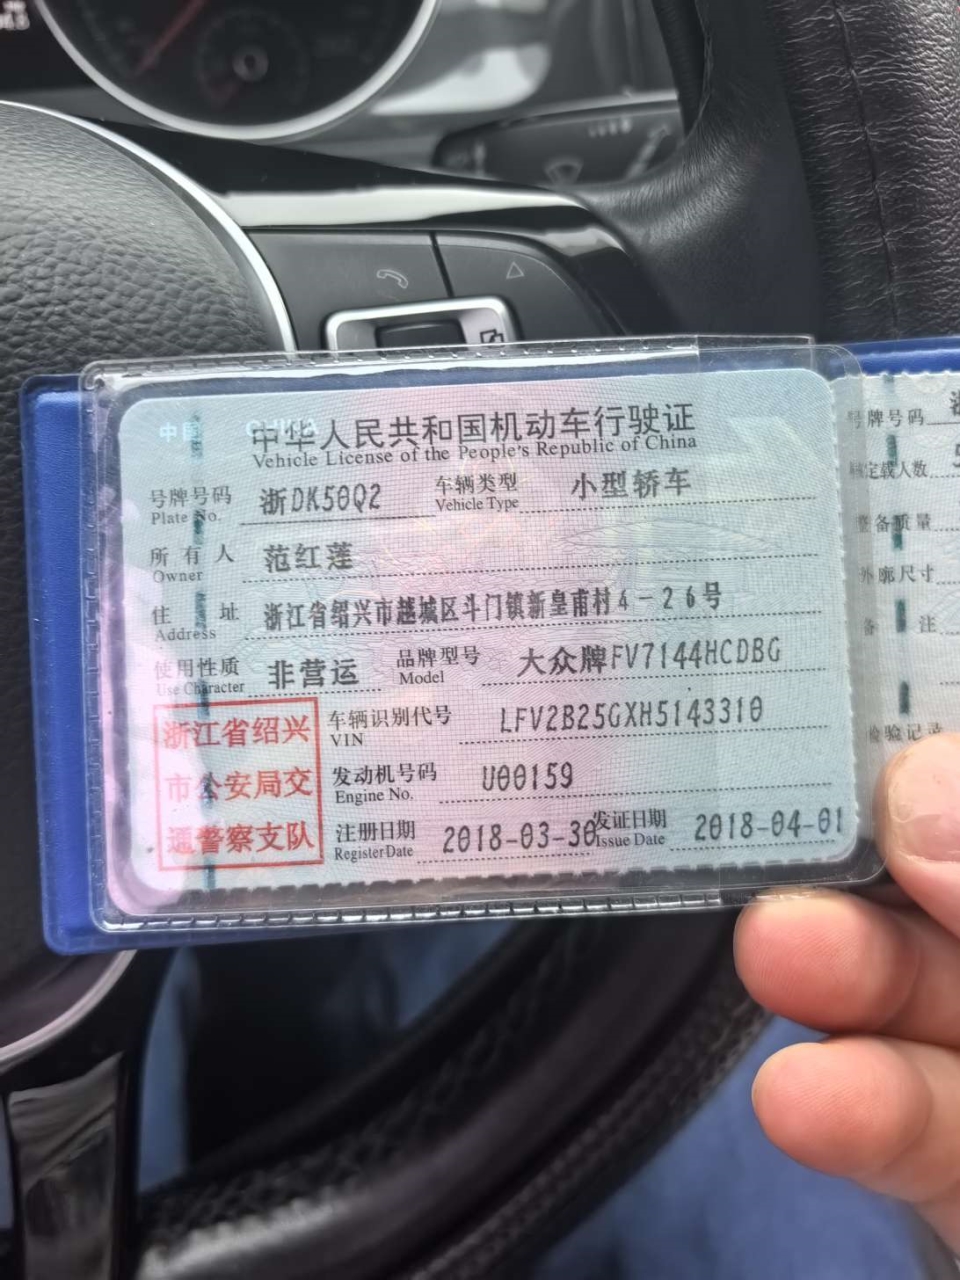 中国 CHINA
中华人民共和国机动车行驶证
Vehicle License of the People's Republic of China
号牌号码 浙DK50Q2 车辆类型 小型轿车
Plate No. Vehicle Type
所有人 范红莲
Owner
住址 浙江省绍兴市越城区斗门镇新皇甫村4-26号
Address
使用性质 非营运 品牌型号 大众牌FV7144HCDBG
Use Character Model
浙江省绍兴
市公安局交
通警察支队
车辆识别代号 LFV2B25GXH5143310
VIN
发动机号码 U00159
Engine No.
注册日期 2018-03-30 发证日期 2018-04-01
Register Date Issue Date
号牌号码
定载人数
整备质量
外廓尺寸
备注
检验记录